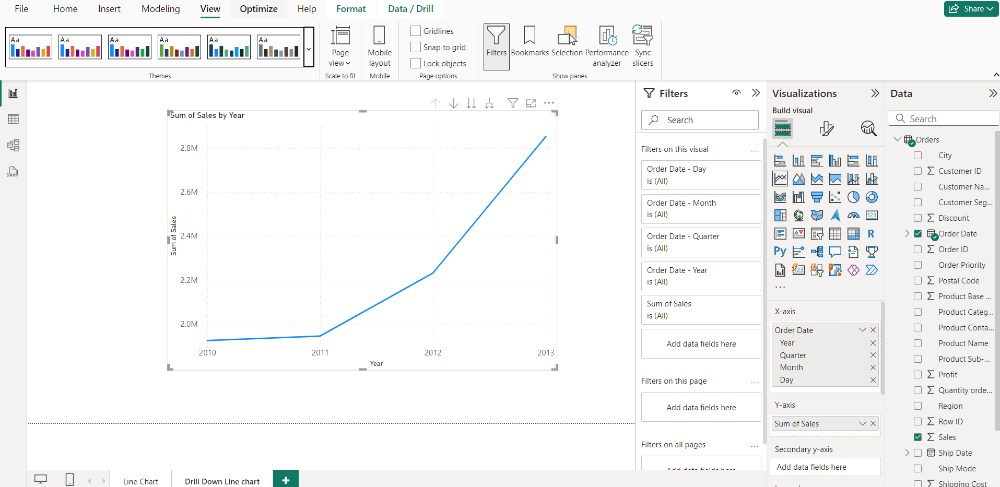 File Home Insert Modeling View Optimize Help Format Data / Drill Share
Aa Aa Aa Aa Aa Aa
Themes
Page view
Scale to fit
Mobile layout
Mobile
Gridlines
Snap to grid
Lock objects
Page options
Filters
Bookmarks
Selection
Performance analyzer
Sync slicers
Show panes
DAX
Sum of Sales by Year
Sum of Sales
2.8M
2.6M
2.4M
2.2M
2.0M
2010 2011 2012 2013
Year
Filters
Search
Filters on this visual ...
Order Date - Day
is (All)
Order Date - Month
is (All)
Order Date - Quarter
is (All)
Order Date - Year
is (All)
Sum of Sales
is (All)
Add data fields here
Filters on this page ...
Add data fields here
Filters on all pages ...
Visualizations
Build visual
123
R
Py
123
...
X-axis
Order Date
Year
Quarter
Month
Day
Y-axis
Sum of Sales
Secondary y-axis
Add data fields here
Data
Search
Orders
City
Σ Customer ID
Customer Na...
Customer Seg...
Σ Discount
Order Date
Σ Order ID
Order Priority
Σ Postal Code
Σ Product Base ...
Product Categ...
Product Conta...
Product Name
Product Sub-...
Σ Profit
Σ Quantity orde...
Region
Σ Row ID
Σ Sales
Ship Date
Ship Mode
Σ Shipping Cost
Line Chart
Drill Down Line chart
+